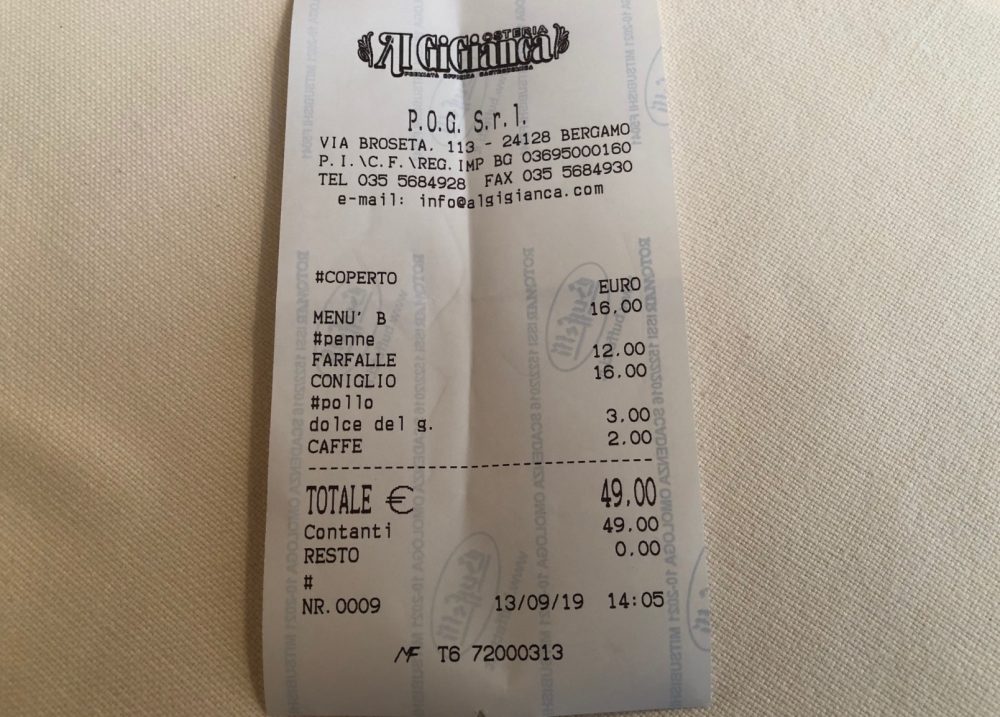 OSTERIA
Al GiGianca
PREMIATA OFFICINA GASTRONOMICA
P.O.G. S.r.l.
VIA BROSETA, 113 - 24128 BERGAMO
P.I.\C.F.\REG.IMP BG 03695000160
TEL 035 5684928 FAX 035 5684930
e-mail: info@algigianca.com
#COPERTO
EURO
MENU' B 16,00
#penne
FARFALLE 12,00
CONIGLIO 16,00
#pollo
dolce del g. 3,00
CAFFE 2,00
TOTALE € 49,00
Contanti 49,00
RESTO 0,00
#
NR.0009 13/09/19 14:05
MF T6 72000313